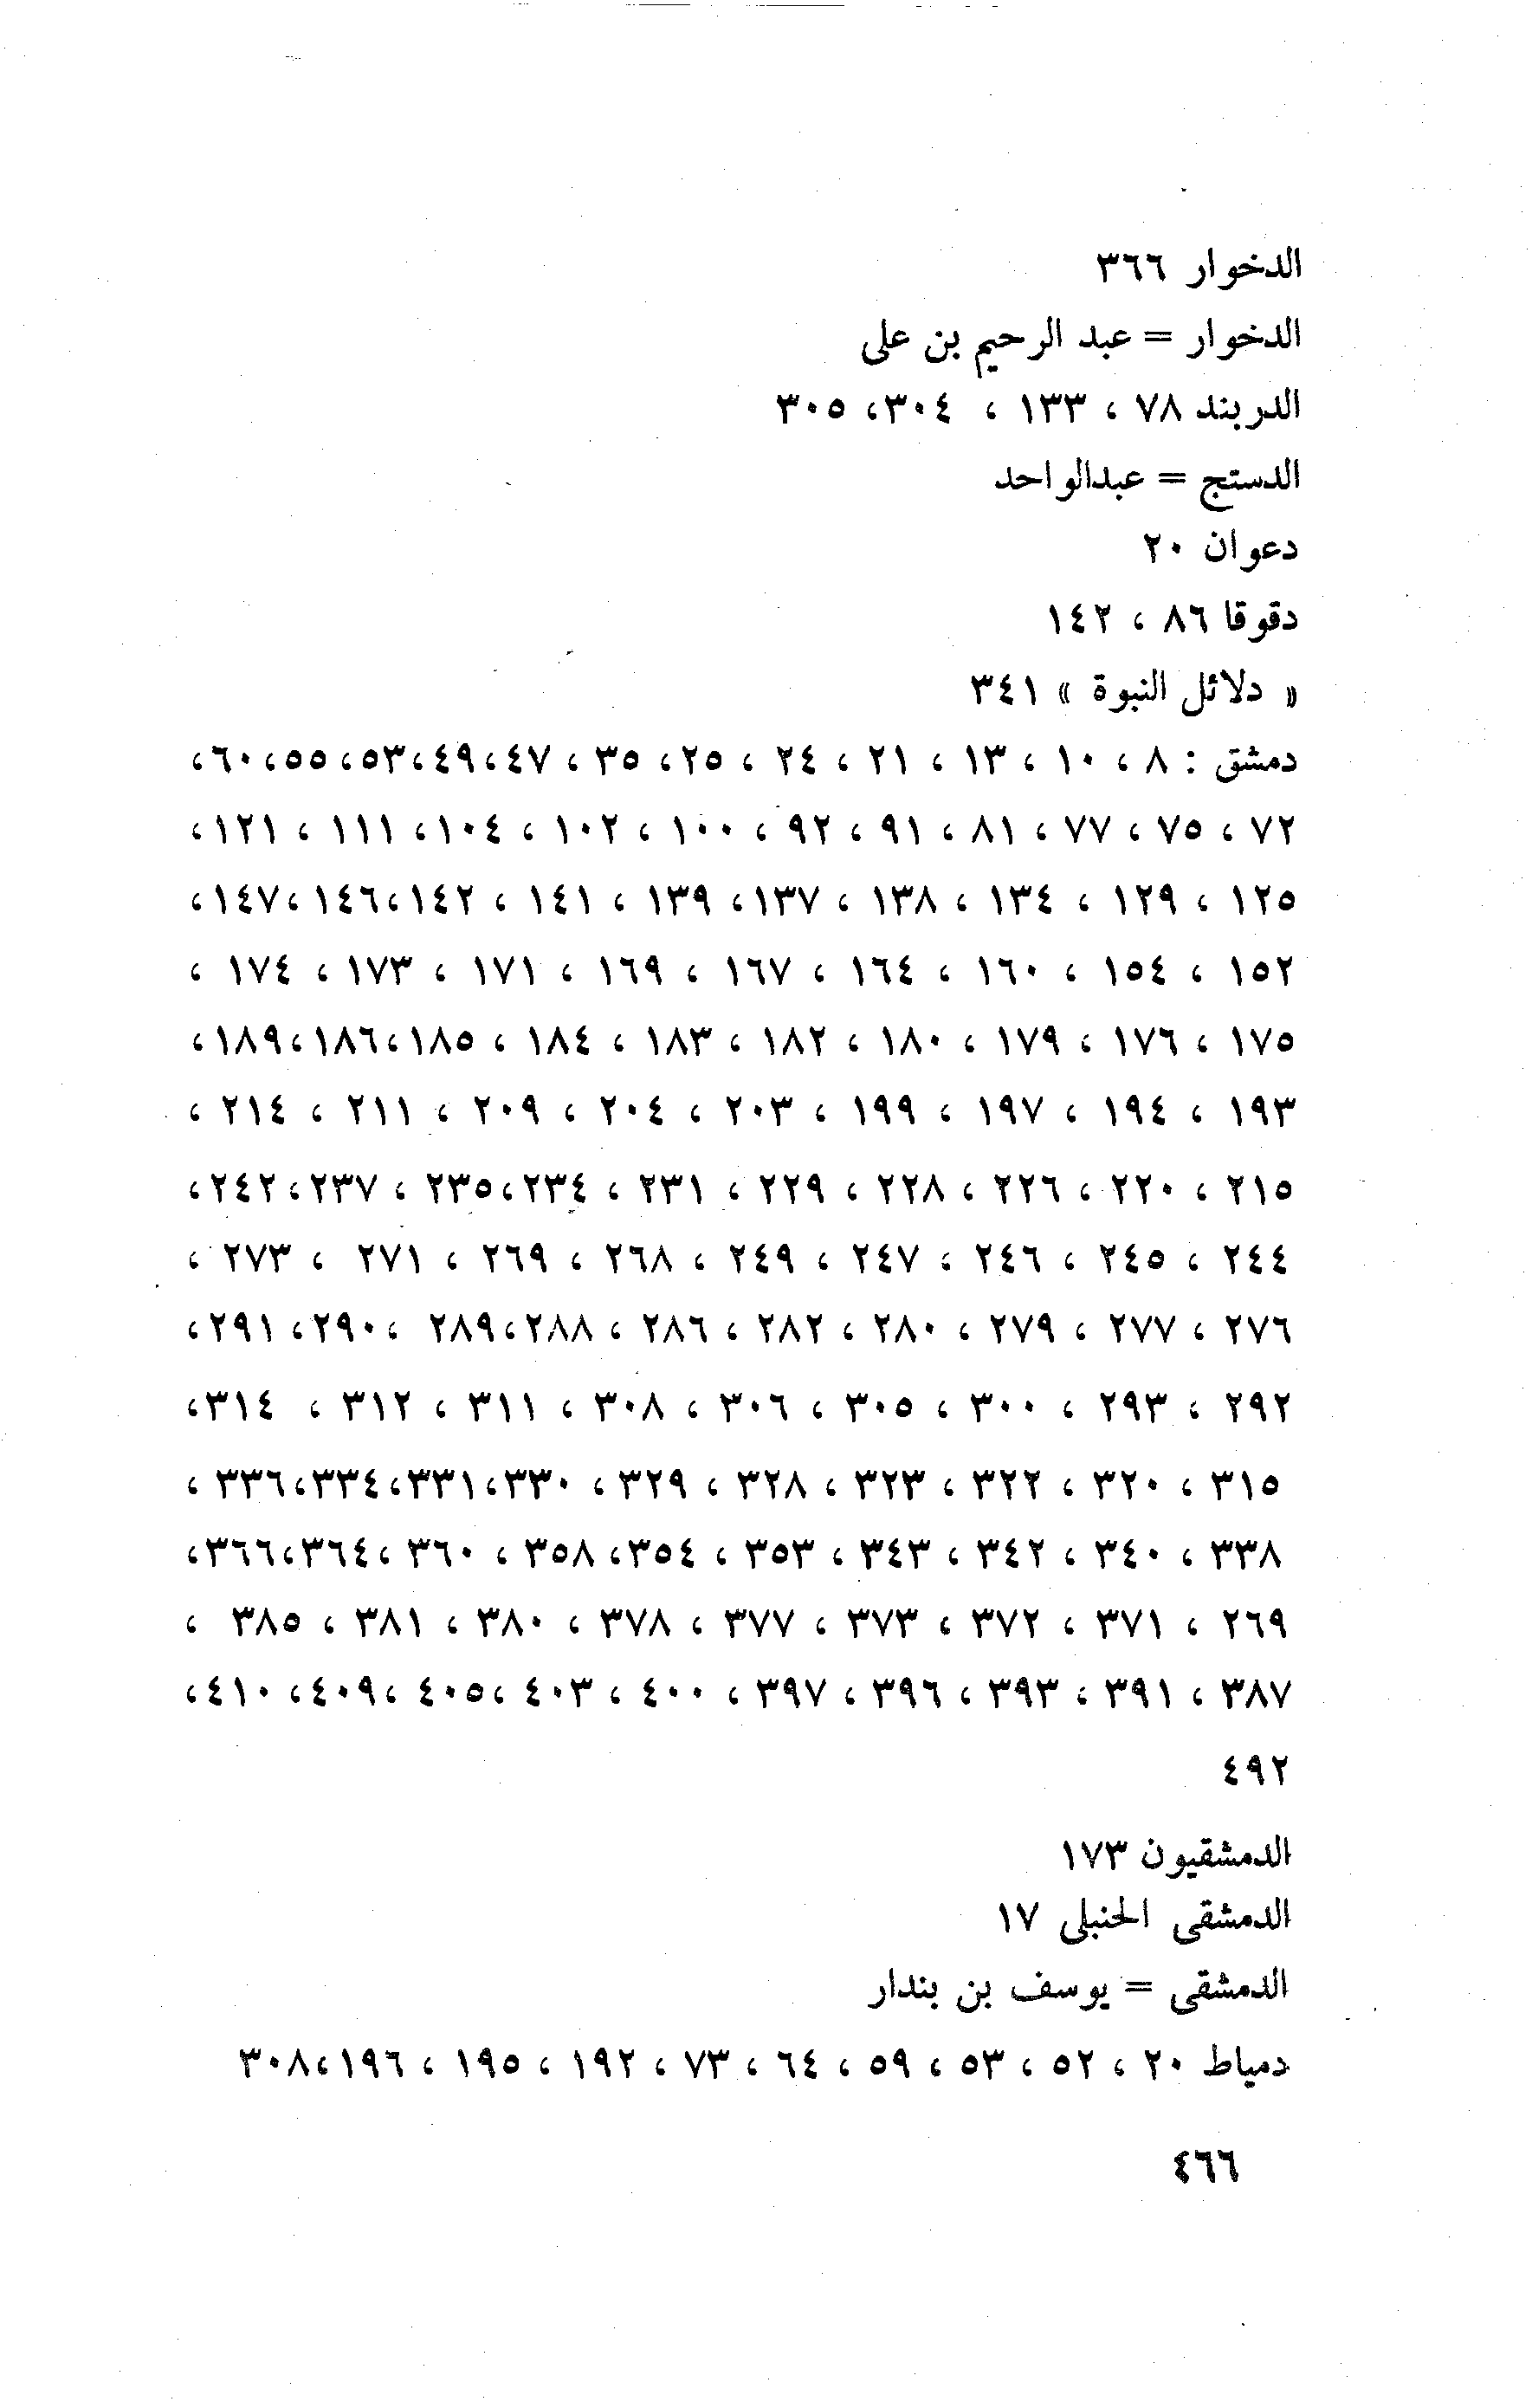 الدخوار ٣٦٦
الدخوار = عبد الرحيم بن على
الدربند ٧٨ ، ١٣٣ ، ٣٠٤، ٣٠٥
الدستج = عبدالواحد
دعوان ٢٠
دقوقا ٨٦ ، ١٤٢
« دلائل النبوة » ٣٤١
دمشق : ٨ ، ١٠ ، ١٣ ، ٢١ ، ٢٤ ، ٢٥، ٣٥ ، ٤٧،٤٩،٥٣،٥٥،٦٠،
٧٢ ، ٧٥ ، ٧٧ ، ٨١ ، ٩١ ، ٩٢ ، ١٠٠ ، ١٠٢ ، ١٠٤، ١١١ ، ١٢١،
١٢٥ ، ١٢٩ ، ١٣٤ ، ١٣٨ ، ١٣٧، ١٣٩ ، ١٤١ ، ١٤٢،١٤٦ ،١٤٧،
١٥٢ ، ١٥٤ ، ١٦٠ ، ١٦٤ ، ١٦٧ ، ١٦٩ ، ١٧١ ، ١٧٣ ، ١٧٤ ،
١٧٥ ، ١٧٦ ، ١٧٩ ، ١٨٠ ، ١٨٢ ، ١٨٣ ، ١٨٤ ، ١٨٥،١٨٦،١٨٩،
١٩٣ ، ١٩٤ ، ١٩٧ ، ١٩٩ ، ٢٠٣ ، ٢٠٤ ، ٢٠٩ ، ٢١١ ، ٢١٤ ،
٢١٥ ، ٢٢٠ ، ٢٢٦ ، ٢٢٨ ، ٢٢٩ ، ٢٣١ ، ٢٣٤،٢٣٥ ، ٢٣٧،٢٤٢،
٢٤٤ ، ٢٤٥ ، ٢٤٦ ، ٢٤٧ ، ٢٤٩ ، ٢٦٨ ، ٢٦٩ ، ٢٧١ ، ٢٧٣ ،
٢٧٦ ، ٢٧٧ ، ٢٧٩ ، ٢٨٠ ، ٢٨٢ ، ٢٨٦ ، ٢٨٨،٢٨٩ ،٢٩٠، ٢٩١،
٢٩٢ ، ٢٩٣ ، ٣٠٠ ، ٣٠٥ ، ٣٠٦ ، ٣٠٨ ، ٣١١ ، ٣١٢ ، ٣١٤،
٣١٥ ، ٣٢٠ ، ٣٢٢ ، ٣٢٣ ، ٣٢٨ ، ٣٢٩ ، ٣٣٠،٣٣١،٣٣٤،٣٣٦ ،
٣٣٨ ، ٣٤٠ ، ٣٤٢ ، ٣٤٣ ، ٣٥٣ ، ٣٥٤، ٣٥٨ ، ٣٦٠ ،٣٦٤،٣٦٦،
٢٦٩ ، ٣٧١ ، ٣٧٢ ، ٣٧٣ ، ٣٧٧ ، ٣٧٨ ، ٣٨٠ ، ٣٨١ ، ٣٨٥ ،
٣٨٧ ، ٣٩١ ، ٣٩٣ ، ٣٩٦ ، ٣٩٧ ، ٤٠٠ ، ٤٠٣ ،٤٠٥ ،٤٠٩ ،٤١٠،
٤٩٢
الدمشقيون ١٧٣
الدمشقى الحنبلى ١٧
الدمشقى = يوسف بن بندار
دمياط ٢٠ ، ٥٢ ، ٥٣ ، ٥٩ ، ٦٤ ، ٧٣ ، ١٩٢ ، ١٩٥ ، ١٩٦،٣٠٨
٤٦٦